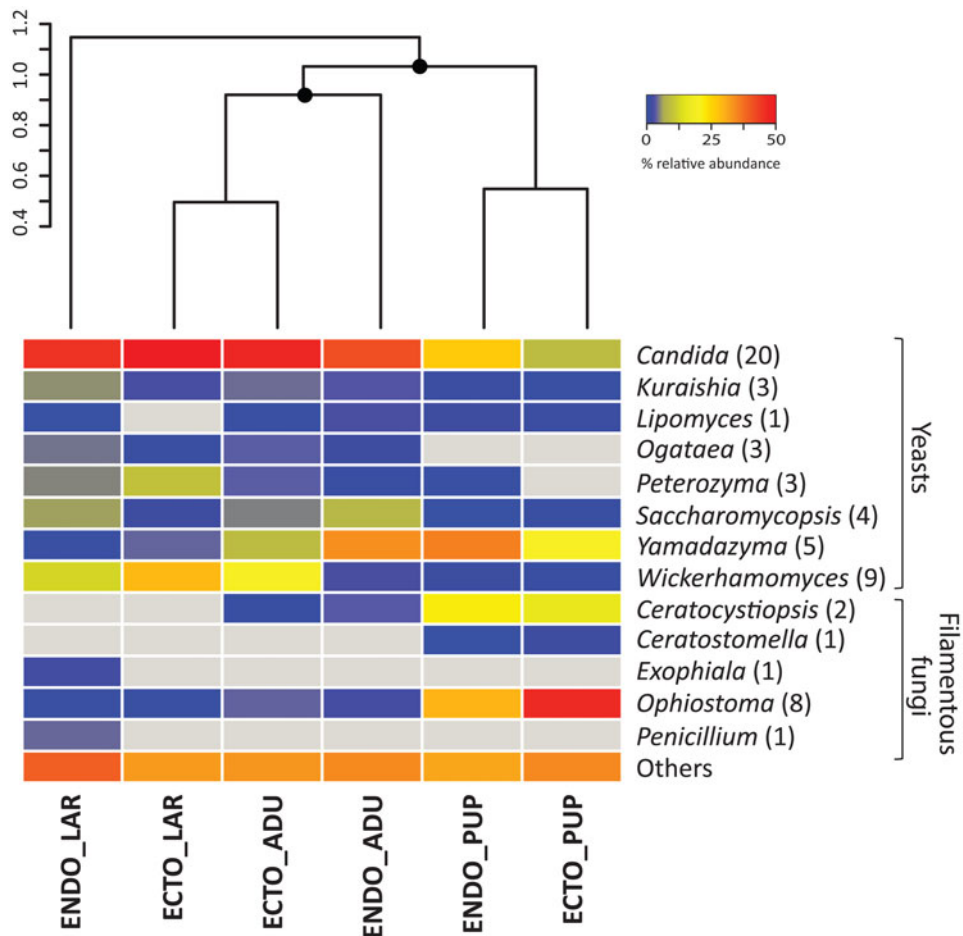 1.2
1.0
0.8
0.6
0.4
0 25 50
% relative abundance
Candida (20)
Kuraishia (3)
Lipomyces (1)
Ogataea (3)
Peterozyma (3)
Saccharomycopsis (4)
Yamadazyma (5)
Wickerhamomyces (9)
Ceratocystiopsis (2)
Ceratostomella (1)
Exophiala (1)
Ophiostoma (8)
Penicillium (1)
Others
Yeasts
Filamentous
fungi
ENDO_LAR
ECTO_LAR
ECTO_ADU
ENDO_ADU
ENDO_PUP
ECTO_PUP